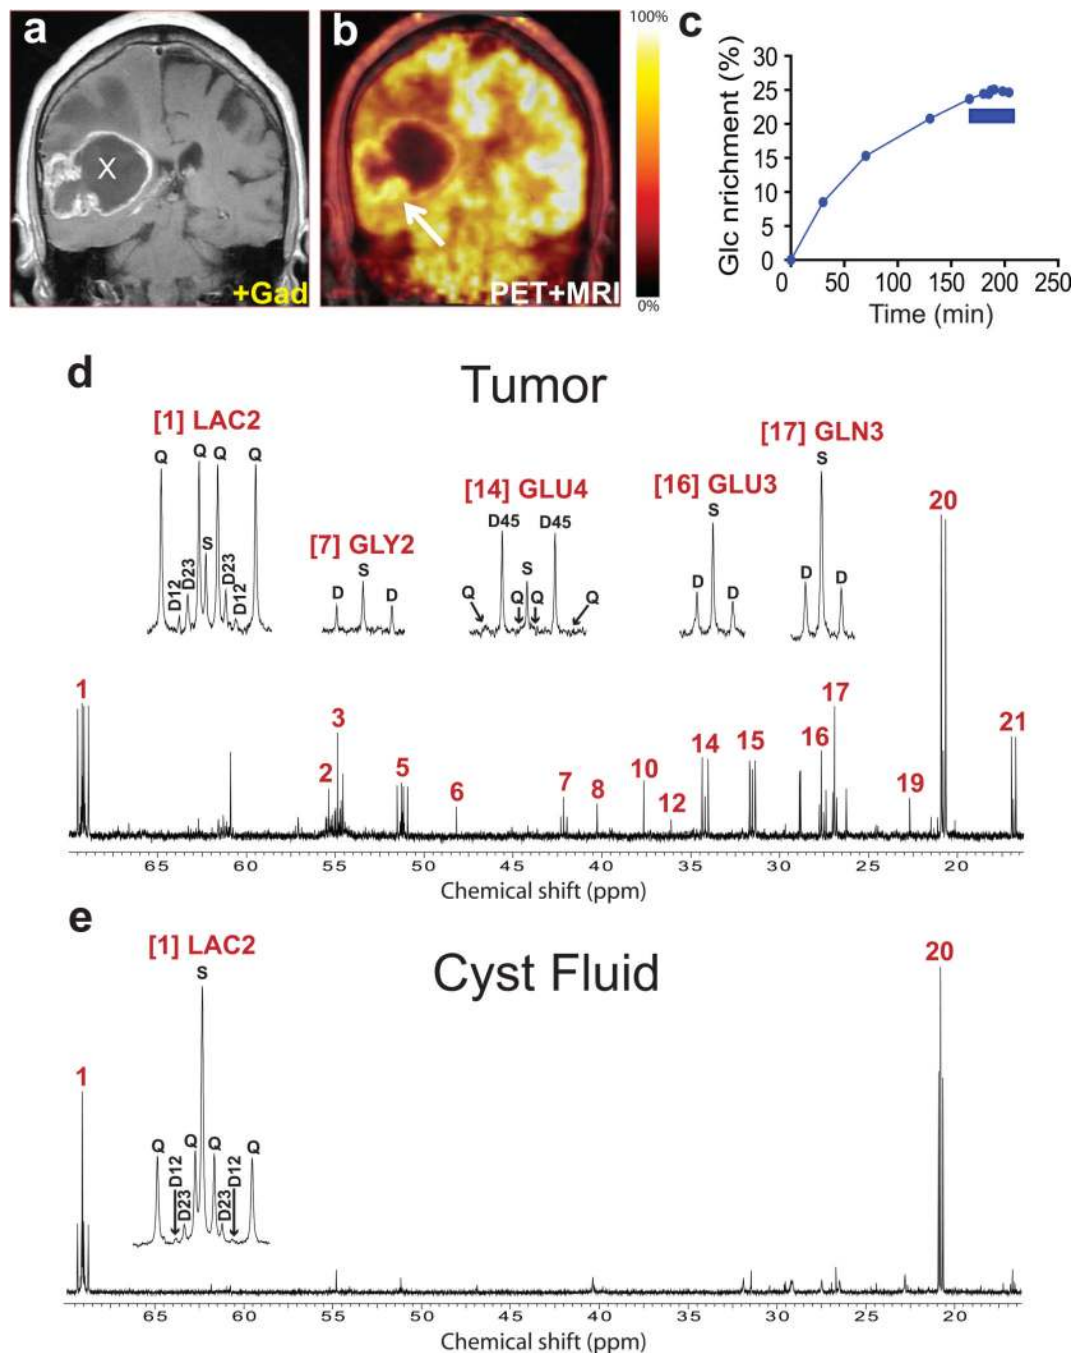 a
+Gad
b
PET+MRI
100%
0%
c
Glc nrichment (%)
30
25
20
15
10
5
0
0 50 100 150 200 250
Time (min)
d
Tumor
[1] LAC2
Q Q Q Q
D12 D23 S D23 D12
[7] GLY2
D S D
[14] GLU4
D45 D45
S
Q Q Q Q
[16] GLU3
D S D
[17] GLN3
D S D
1 2 3 5 6 7 8 10 12 14 15 16 17 19 20 21
65 60 55 50 45 40 35 30 25 20
Chemical shift (ppm)
e
Cyst Fluid
[1] LAC2
S
Q Q Q Q
D12 D23 D23 D12
1 20
65 60 55 50 45 40 35 30 25 20
Chemical shift (ppm)
X